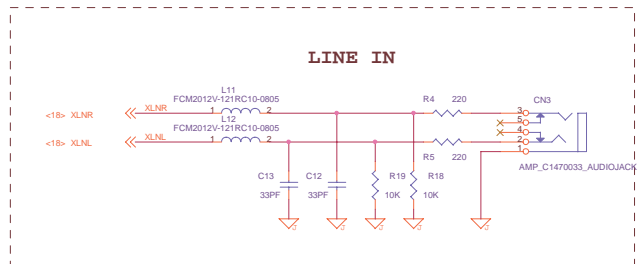 LINE IN
L11
FCM2012V-121RC10-0805
R4 220
CN3
<18> XLNR
XLNR
1 2
3
L12
5
FCM2012V-121RC10-0805
4
<18> XLNL
XLNL
1 2
2
R5 220
1
AMP_C1470033_AUDIOJACK
C13 C12 R19 R18
33PF 33PF 10K 10K